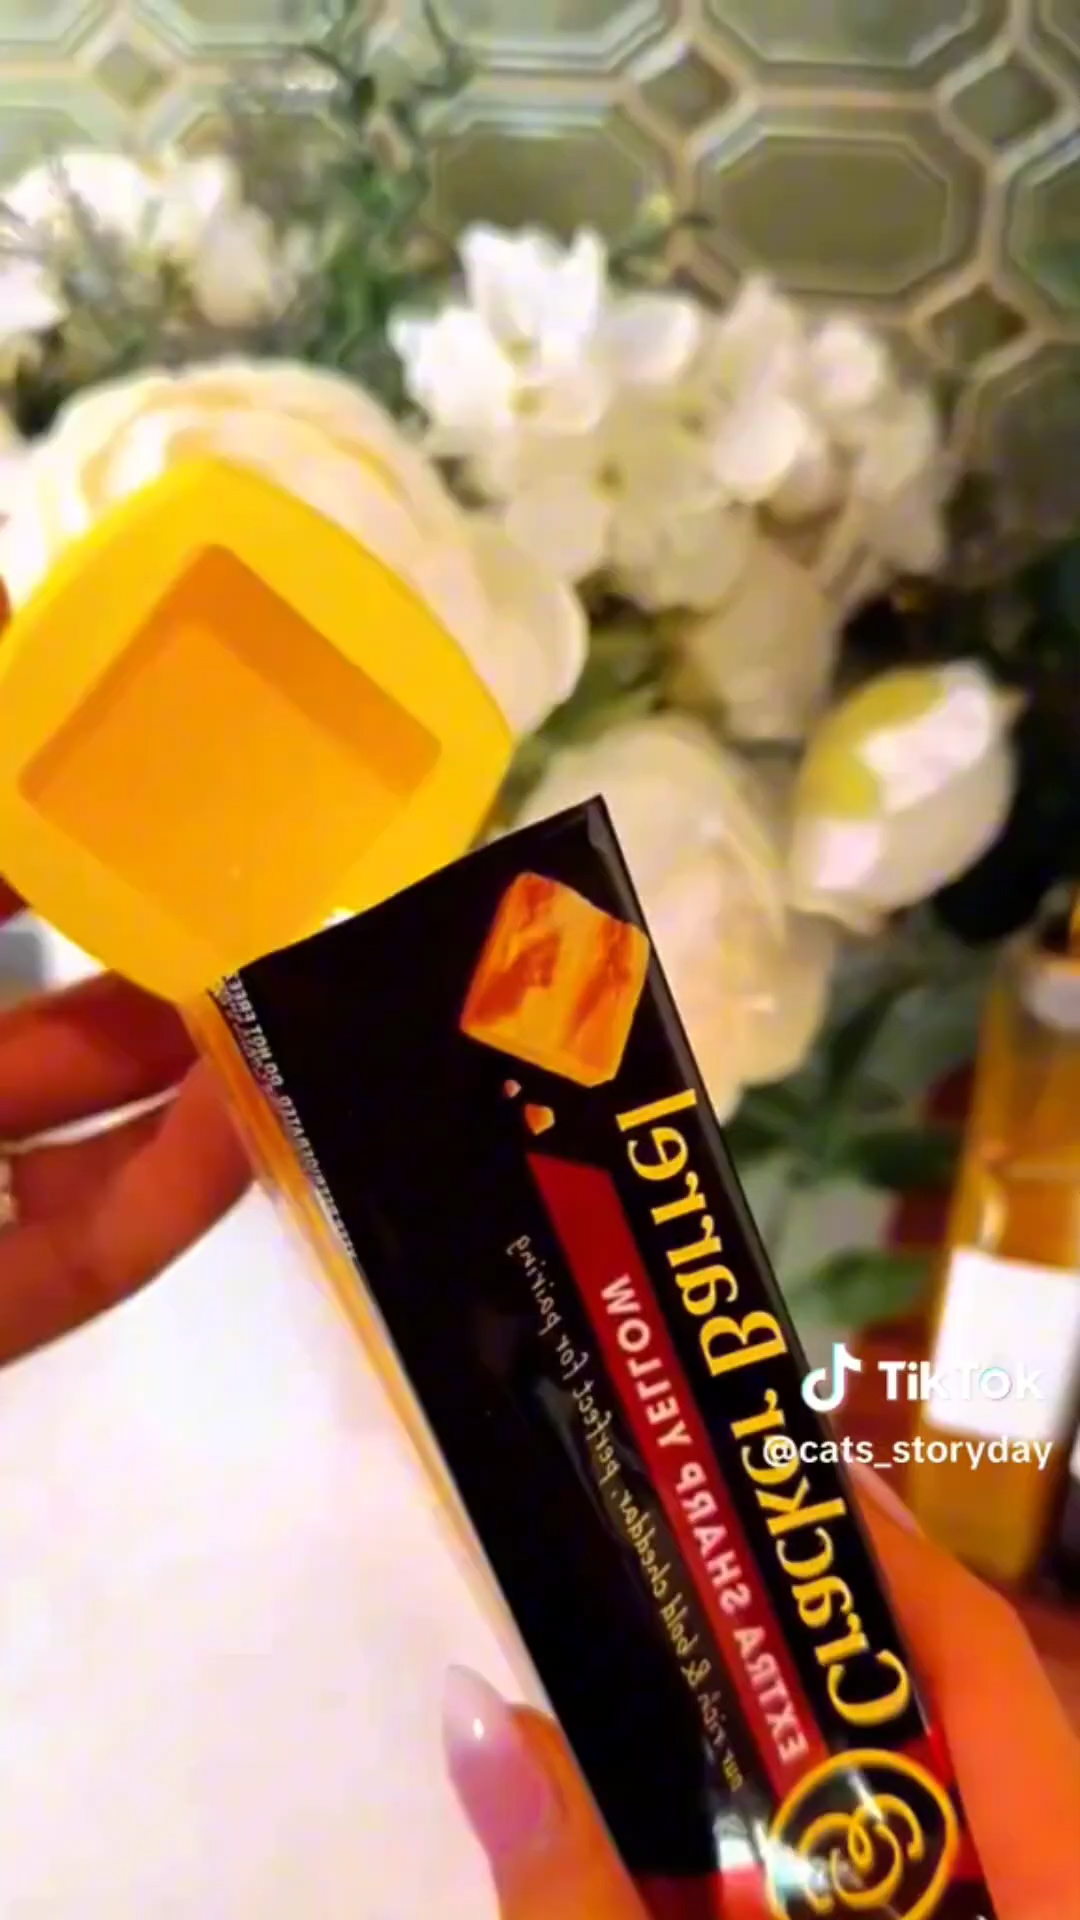 Cracker Barrel
EXTRA SHARP YELLOW
our rich & bold cheddar, perfect for pairing
TikTok
@cats_storyday